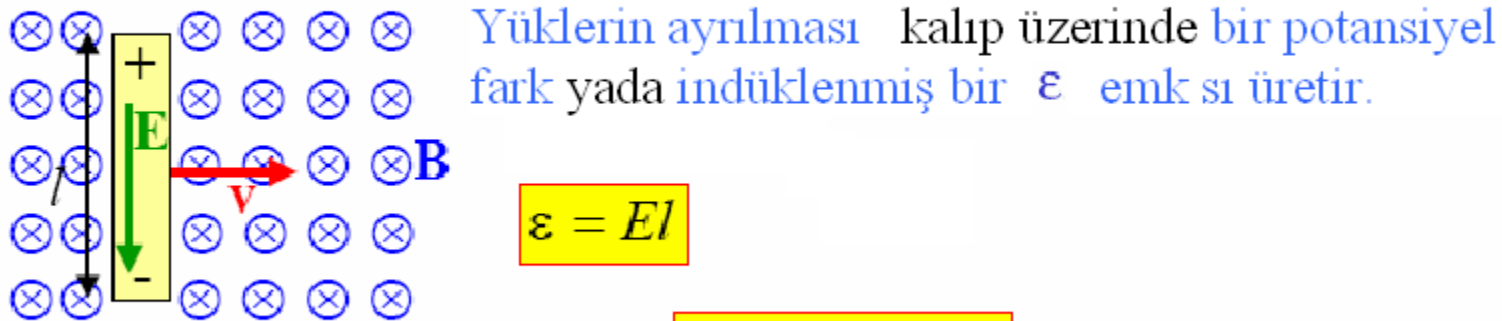 Yüklerin ayrılması kalıp üzerinde bir potansiyel
fark yada indüklenmiş bir ε emk sı üretir.
+
E
l
v
B
-
ε = El